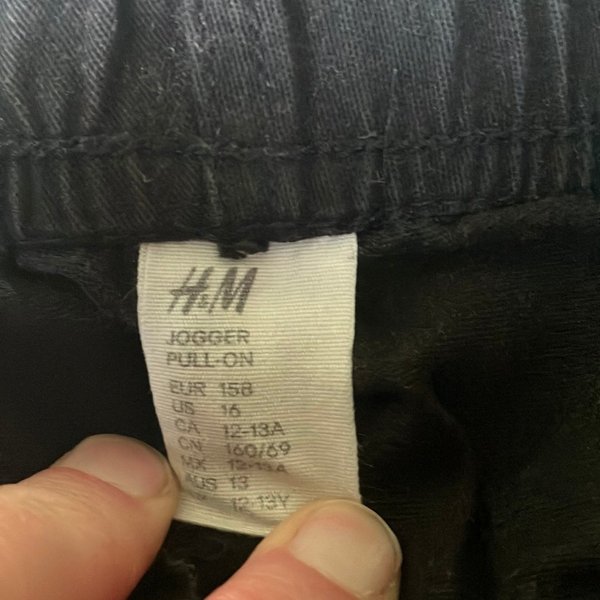 H&M
JOGGER
PULL-ON
EUR 158
US 16
CA 12-13A
CN 160/69
MX 12-13A
AUS 13
12-13Y